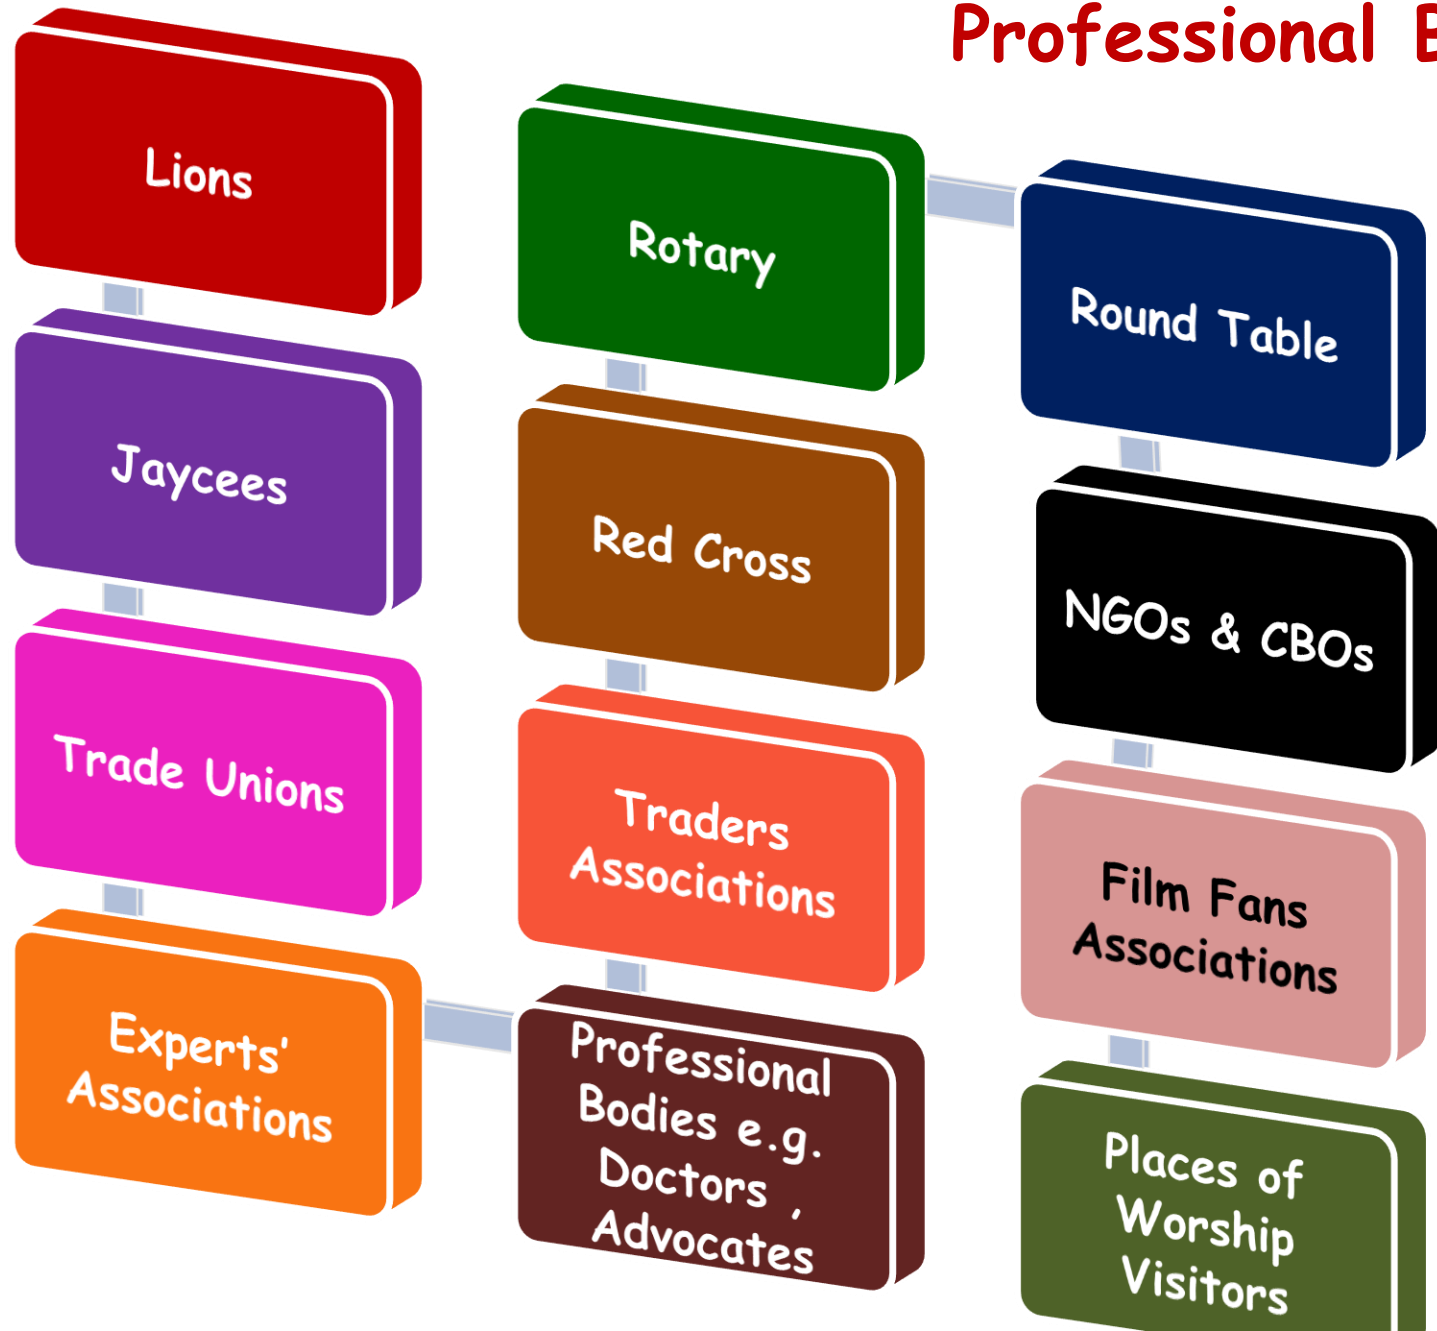 Professional
Lions
Jaycees
Trade Unions
Experts'
Associations
Professional
Bodies e.g.
Doctors ,
Advocates
Traders
Associations
Red Cross
Rotary
Round Table
NGOs & CBOs
Film Fans
Associations
Places of
Worship
Visitors